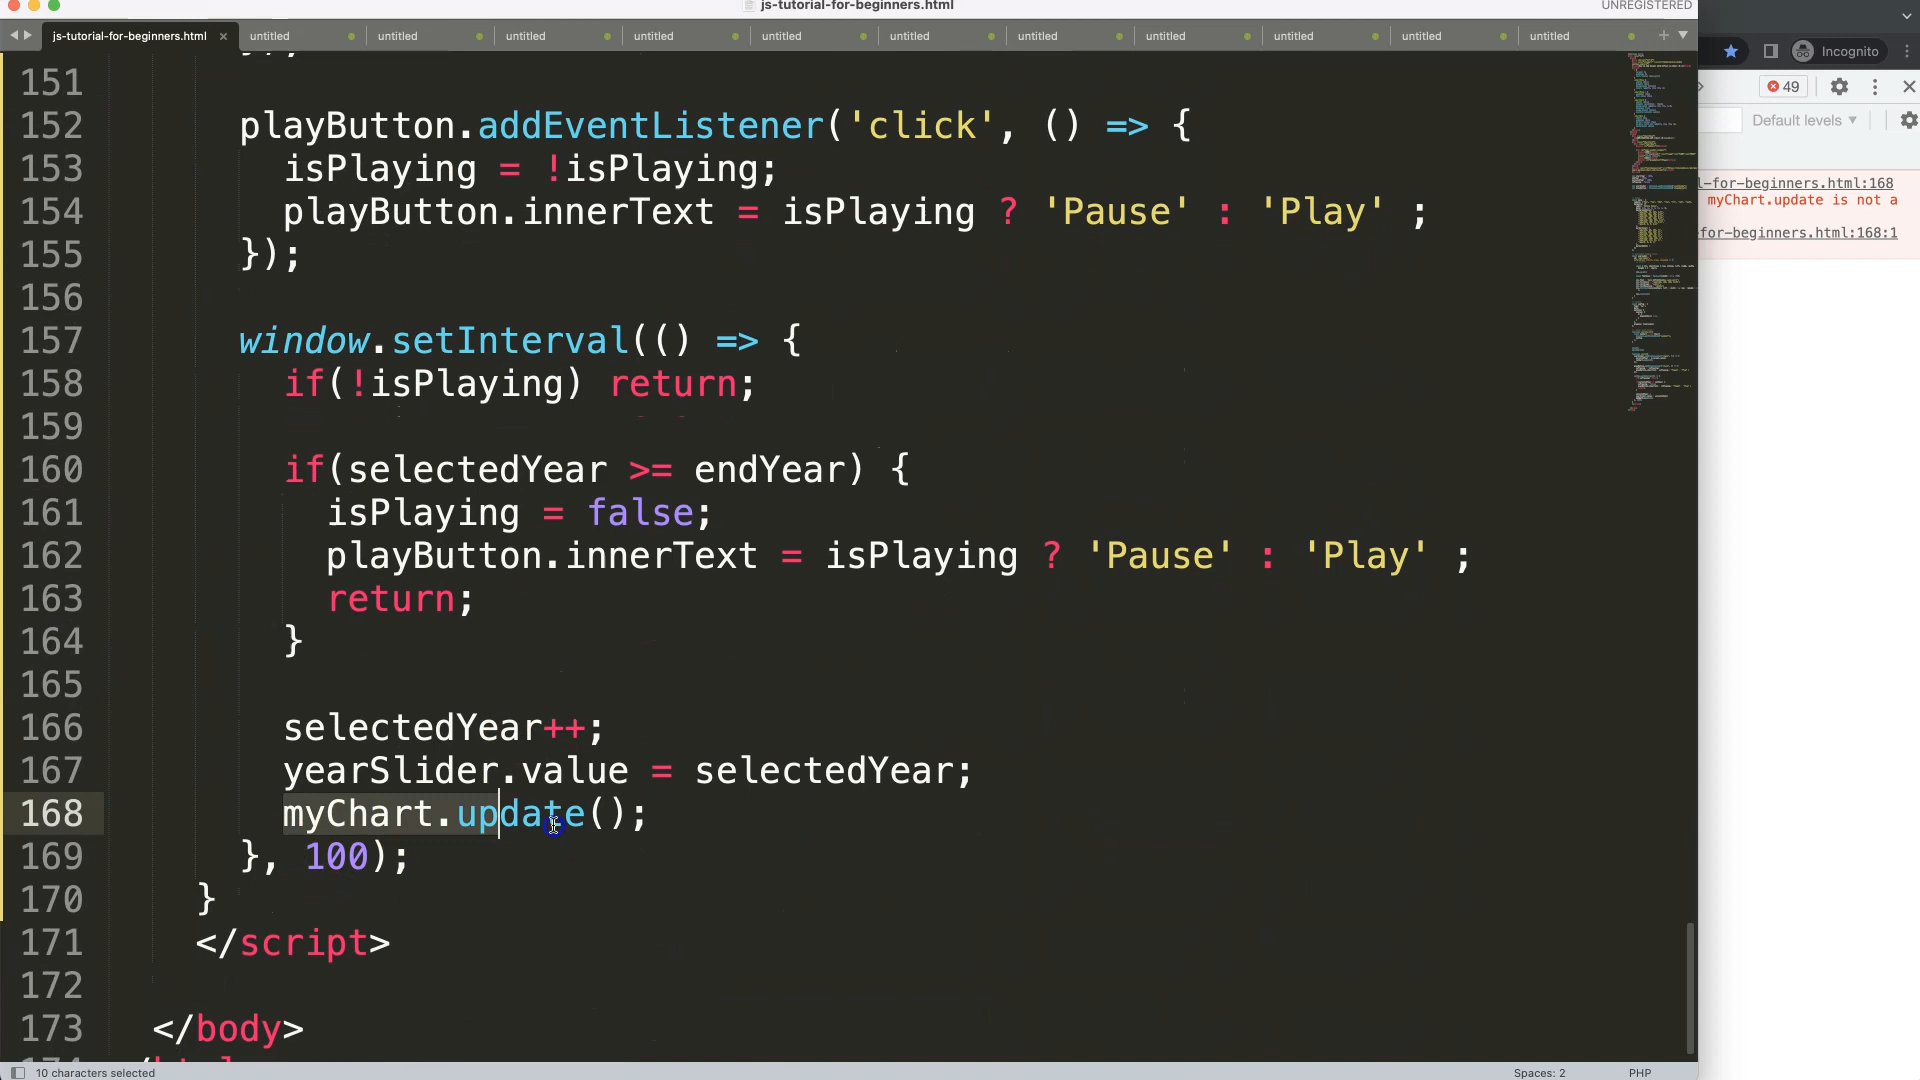 js-tutorial-for-beginners.html
UNREGISTERED
js-tutorial-for-beginners.html × untitled untitled untitled untitled untitled untitled untitled untitled untitled untitled untitled
Incognito
49
Default levels
151
152 playButton.addEventListener('click', () => {
153 isPlaying = !isPlaying;
154 playButton.innerText = isPlaying ? 'Pause' : 'Play' ;
155 });
156
157 window.setInterval(() => {
158 if(!isPlaying) return;
159
160 if(selectedYear >= endYear) {
161 isPlaying = false;
162 playButton.innerText = isPlaying ? 'Pause' : 'Play' ;
163 return;
164 }
165
166 selectedYear++;
167 yearSlider.value = selectedYear;
168 myChart.update();
169 }, 100);
170 }
171 </script>
172
173 </body>
l-for-beginners.html:168
myChart.update is not a
for-beginners.html:168:1
10 characters selected
Spaces: 2
PHP